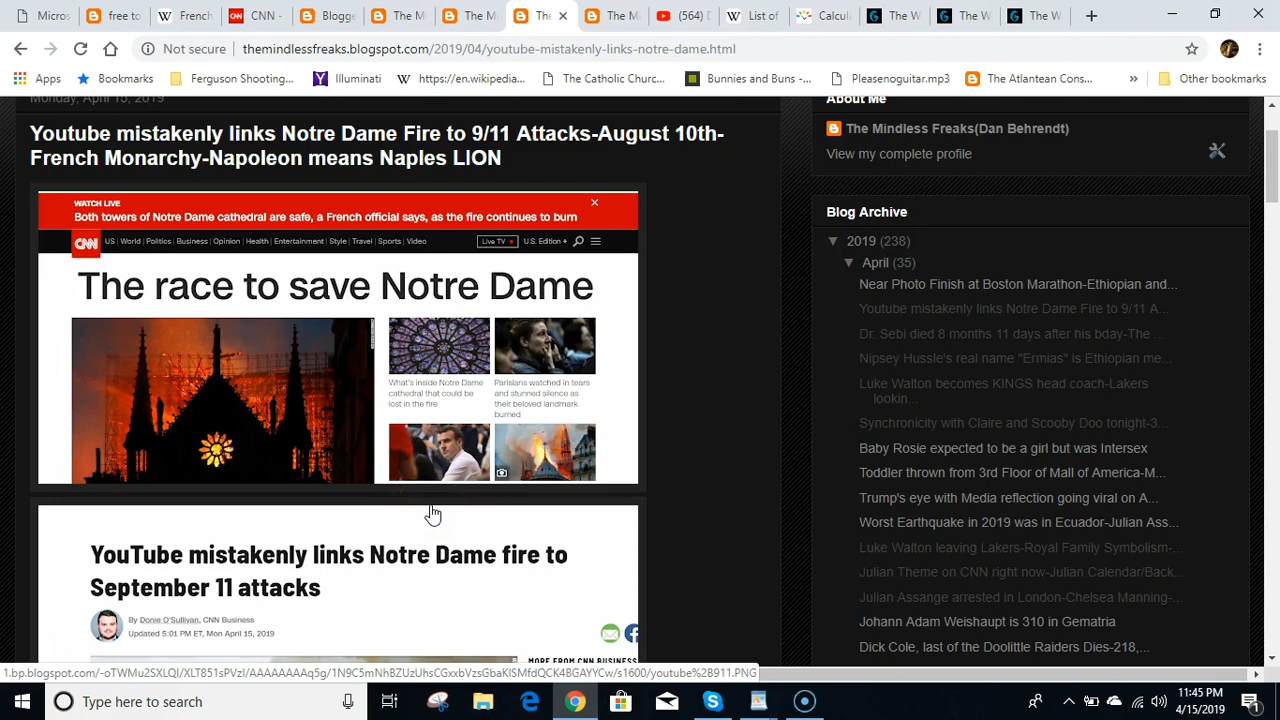 Micros
free to
French
CNN -
Blogge
The M
The M
The
The M
(564) D
List of
Calcul
The W
The W
The W
Not secure
themindlessfreaks.blogspot.com/2019/04/youtube-mistakenly-links-notre-dame.html
Apps
Bookmarks
Ferguson Shooting...
Illuminati
https://en.wikipedia...
The Catholic Churc...
Bunnies and Buns -...
Pleasenoguitar.mp3
The Atlantean Cons...
»
Other bookmarks
Monday, April 15, 2019
Youtube mistakenly links Notre Dame Fire to 9/11 Attacks-August 10th-
French Monarchy-Napoleon means Naples LION
WATCH LIVE
Both towers of Notre Dame cathedral are safe, a French official says, as the fire continues to burn
CNN
US World Politics Business Opinion Health Entertainment Style Travel Sports Video
Live TV
U.S. Edition +
The race to save Notre Dame
What's inside Notre Dame
cathedral that could be
lost in the fire
Parisians watched in tears
and stunned silence as
their beloved landmark
burned
YouTube mistakenly links Notre Dame fire to
September 11 attacks
By Donie O'Sullivan, CNN Business
Updated 5:01 PM ET, Mon April 15, 2019
MORE FROM CNN BUSINESS
About Me
The Mindless Freaks(Dan Behrendt)
View my complete profile
Blog Archive
2019 (238)
April (35)
Near Photo Finish at Boston Marathon-Ethiopian and...
Youtube mistakenly links Notre Dame Fire to 9/11 A...
Dr. Sebi died 8 months 11 days after his bday-The ...
Nipsey Hussle's real name "Ermias" is Ethiopian me...
Luke Walton becomes KINGS head coach-Lakers
lookin...
Synchronicity with Claire and Scooby Doo tonight-3...
Baby Rosie expected to be a girl but was Intersex
Toddler thrown from 3rd Floor of Mall of America-M...
Trump's eye with Media reflection going viral on A...
Worst Earthquake in 2019 was in Ecuador-Julian Ass...
Luke Walton leaving Lakers-Royal Family Symbolism-...
Julian Theme on CNN right now-Julian Calendar/Back...
Julian Assange arrested in London-Chelsea Manning-...
Johann Adam Weishaupt is 310 in Gematria
Dick Cole, last of the Doolittle Raiders Dies-218,...
Type here to search
11:45 PM
4/15/2019